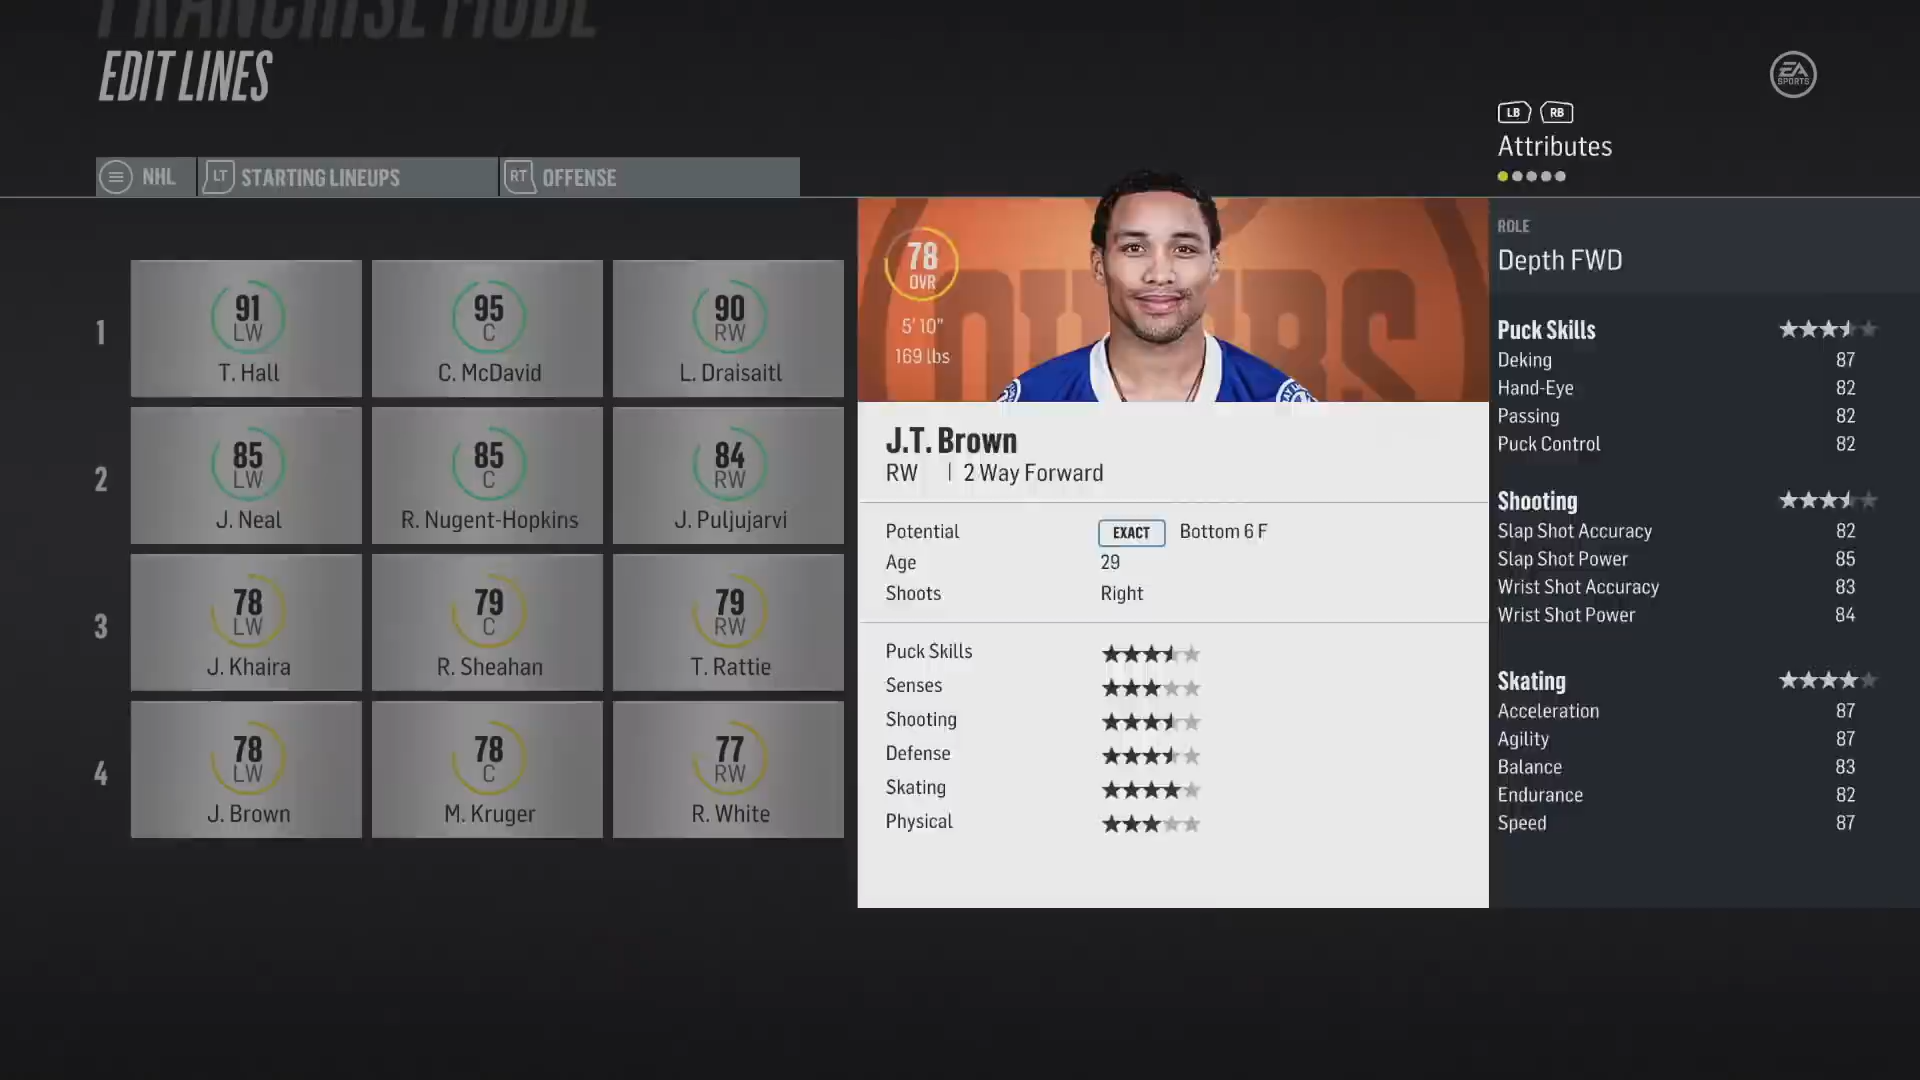 FRANCHISE MODE
EDIT LINES
EA
SPORTS
LB RB
Attributes
NHL LT STARTING LINEUPS RT OFFENSE
1
91
LW
T. Hall
95
C
C. McDavid
90
RW
L. Draisaitl
2
85
LW
J. Neal
85
C
R. Nugent-Hopkins
84
RW
J. Puljujarvi
3
78
LW
J. Khaira
79
C
R. Sheahan
79
RW
T. Rattie
4
78
LW
J. Brown
78
C
M. Kruger
77
RW
R. White
78
OVR
5' 10"
169 lbs
J.T. Brown
RW | 2 Way Forward
Potential EXACT Bottom 6 F
Age 29
Shoots Right
Puck Skills
Senses
Shooting
Defense
Skating
Physical
ROLE
Depth FWD
Puck Skills
Deking 87
Hand-Eye 82
Passing 82
Puck Control 82
Shooting
Slap Shot Accuracy 82
Slap Shot Power 85
Wrist Shot Accuracy 83
Wrist Shot Power 84
Skating
Acceleration 87
Agility 87
Balance 83
Endurance 82
Speed 87